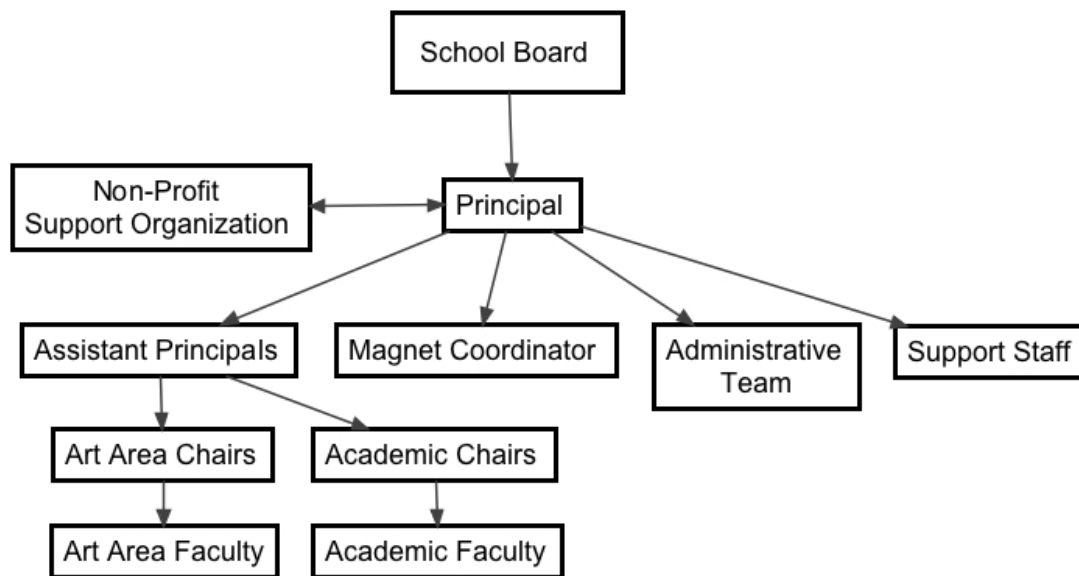 School Board
Non-Profit
Support Organization
Principal
Assistant Principals
Magnet Coordinator
Administrative
Team
Support Staff
Art Area Chairs
Academic Chairs
Art Area Faculty
Academic Faculty